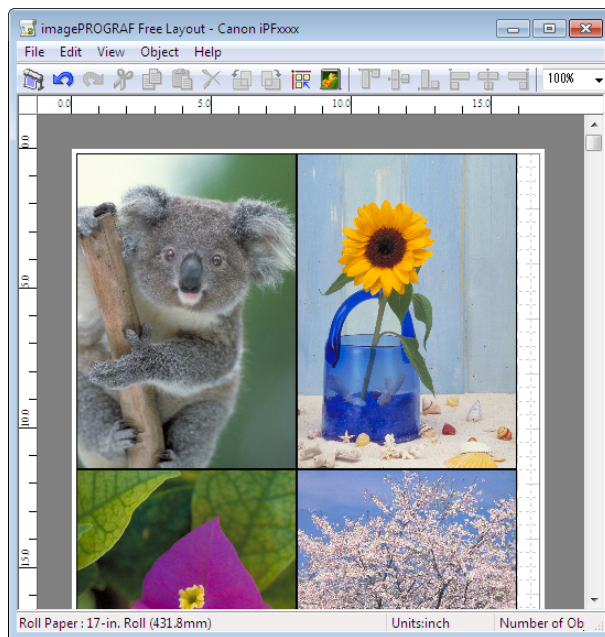 imagePROGRAF Free Layout - Canon iPFxxxx
File Edit View Object Help
100%
0.0 5.0 10.0 15.0
0.0
5.0
10.0
15.0
Roll Paper : 17-in. Roll (431.8mm) Units:inch Number of Ob